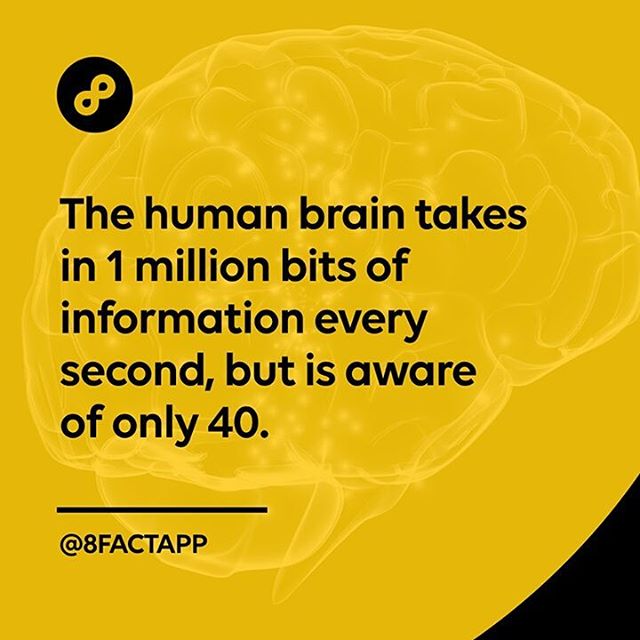 The human brain takes
in 1 million bits of
information every
second, but is aware
of only 40.
@8FACTAPP